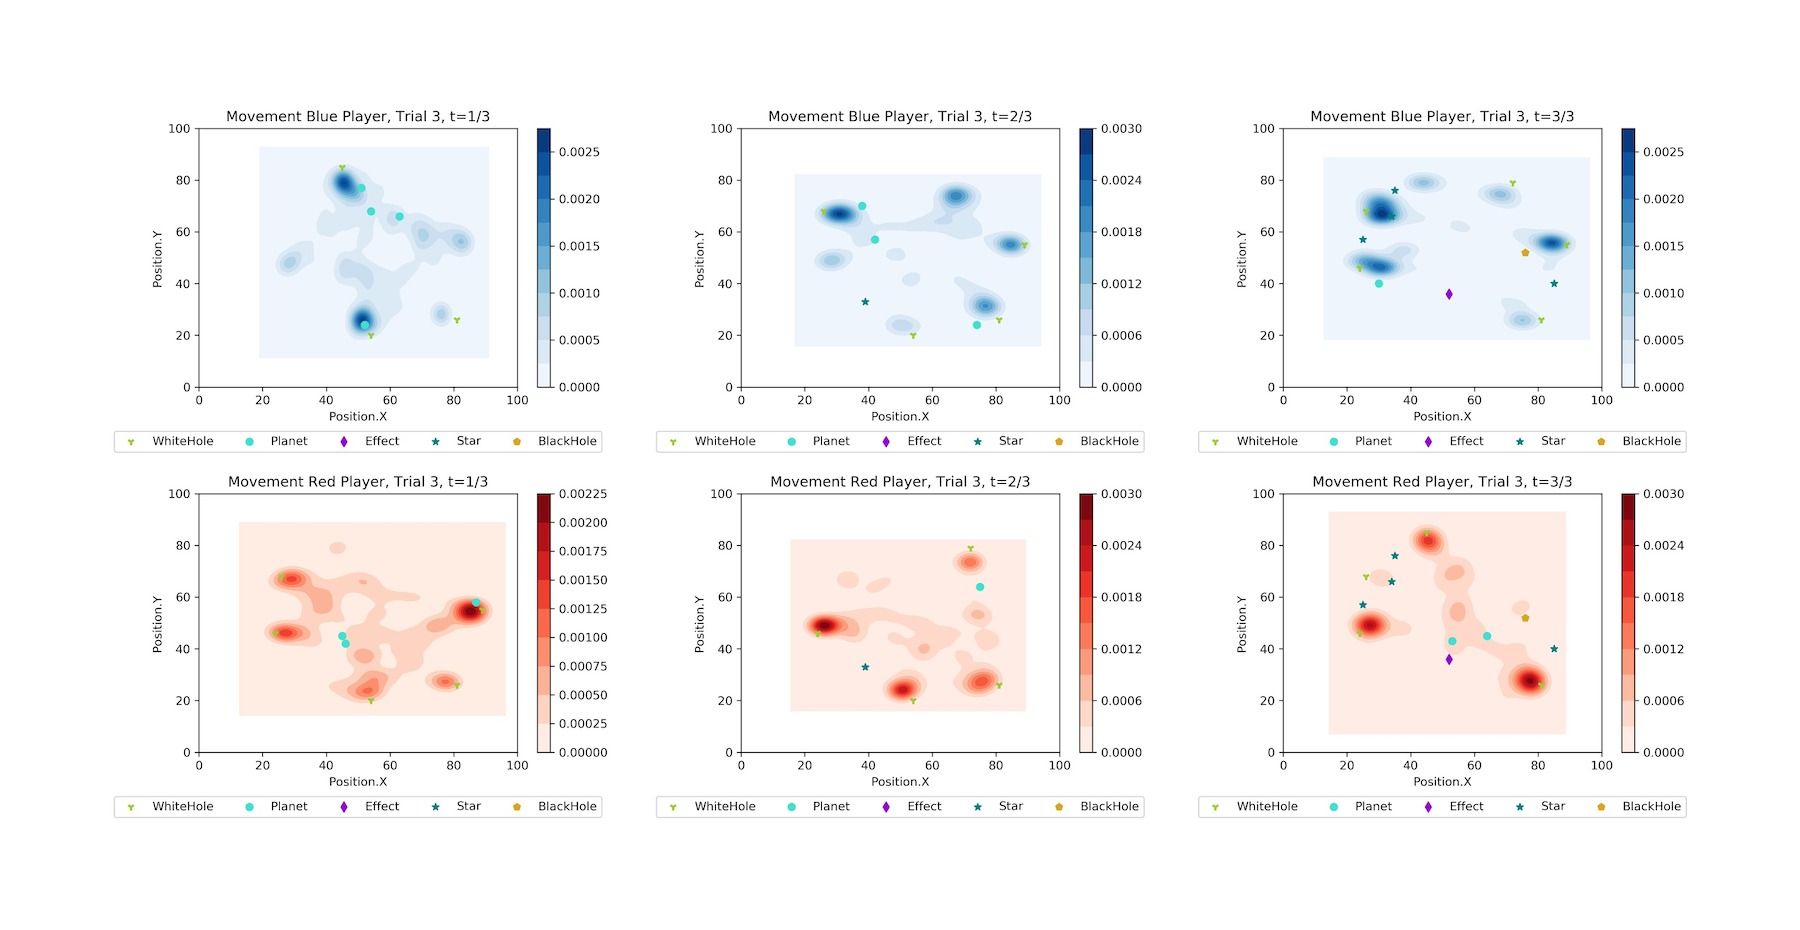 Movement Blue Player, Trial 3, t=1/3
100
80
60
40
20
0
Position.Y
0 20 40 60 80 100
Position.X
0.0025
0.0020
0.0015
0.0010
0.0005
0.0000
WhiteHole Planet Effect Star BlackHole
Movement Blue Player, Trial 3, t=2/3
100
80
60
40
20
0
Position.Y
0 20 40 60 80 100
Position.X
0.0030
0.0024
0.0018
0.0012
0.0006
0.0000
WhiteHole Planet Effect Star BlackHole
Movement Blue Player, Trial 3, t=3/3
100
80
60
40
20
0
Position.Y
0 20 40 60 80 100
Position.X
0.0025
0.0020
0.0015
0.0010
0.0005
0.0000
WhiteHole Planet Effect Star BlackHole
Movement Red Player, Trial 3, t=1/3
100
80
60
40
20
0
Position.Y
0 20 40 60 80 100
Position.X
0.00225
0.00200
0.00175
0.00150
0.00125
0.00100
0.00075
0.00050
0.00025
0.00000
WhiteHole Planet Effect Star BlackHole
Movement Red Player, Trial 3, t=2/3
100
80
60
40
20
0
Position.Y
0 20 40 60 80 100
Position.X
0.0030
0.0024
0.0018
0.0012
0.0006
0.0000
WhiteHole Planet Effect Star BlackHole
Movement Red Player, Trial 3, t=3/3
100
80
60
40
20
0
Position.Y
0 20 40 60 80 100
Position.X
0.0030
0.0024
0.0018
0.0012
0.0006
0.0000
WhiteHole Planet Effect Star BlackHole